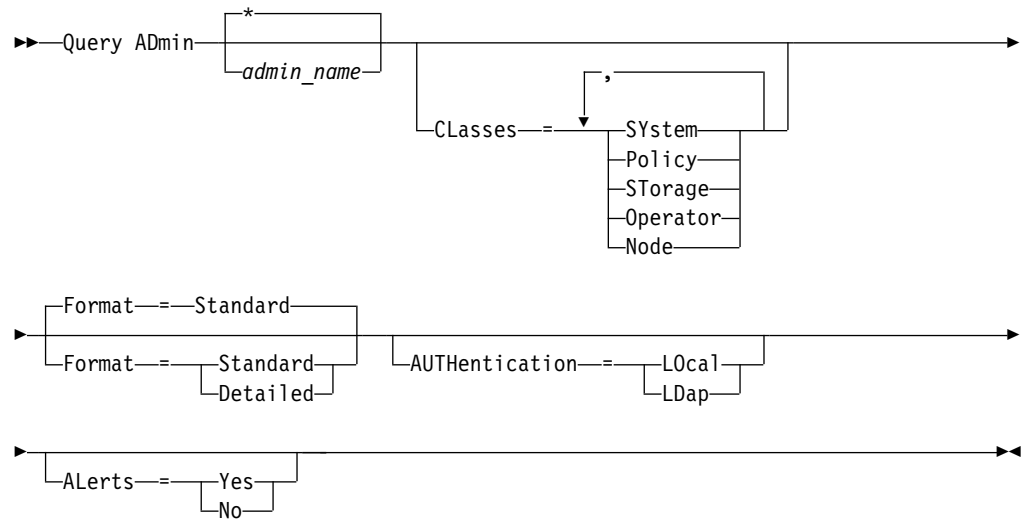 *
Query ADmin
admin_name
,
CLasses = SYstem
Policy
STorage
Operator
Node
Format = Standard
Format = Standard
Detailed
AUTHentication = LOcal
LDap
ALerts = Yes
No